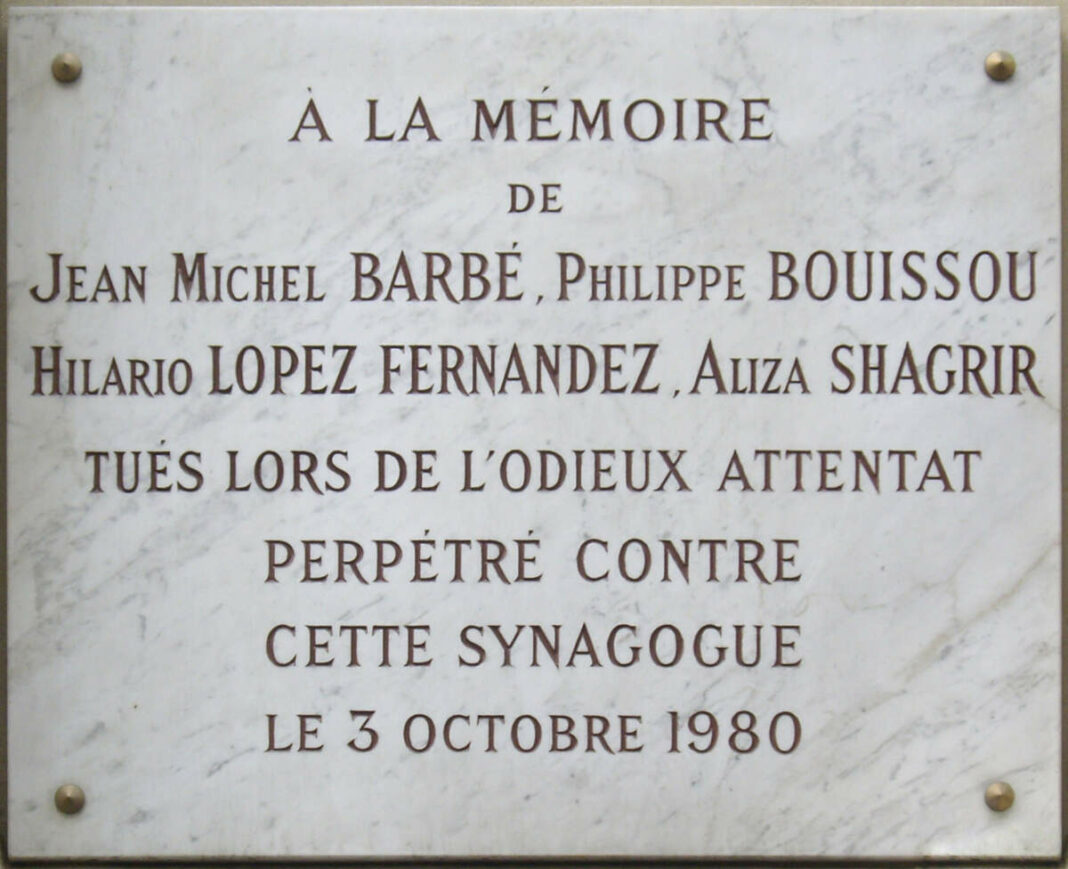 À LA MÉMOIRE
DE
JEAN MICHEL BARBÉ, PHILIPPE BOUISSOU
HILARIO LOPEZ FERNANDEZ, ALIZA SHAGRIR
TUÉS LORS DE L'ODIEUX ATTENTAT
PERPÉTRÉ CONTRE
CETTE SYNAGOGUE
LE 3 OCTOBRE 1980